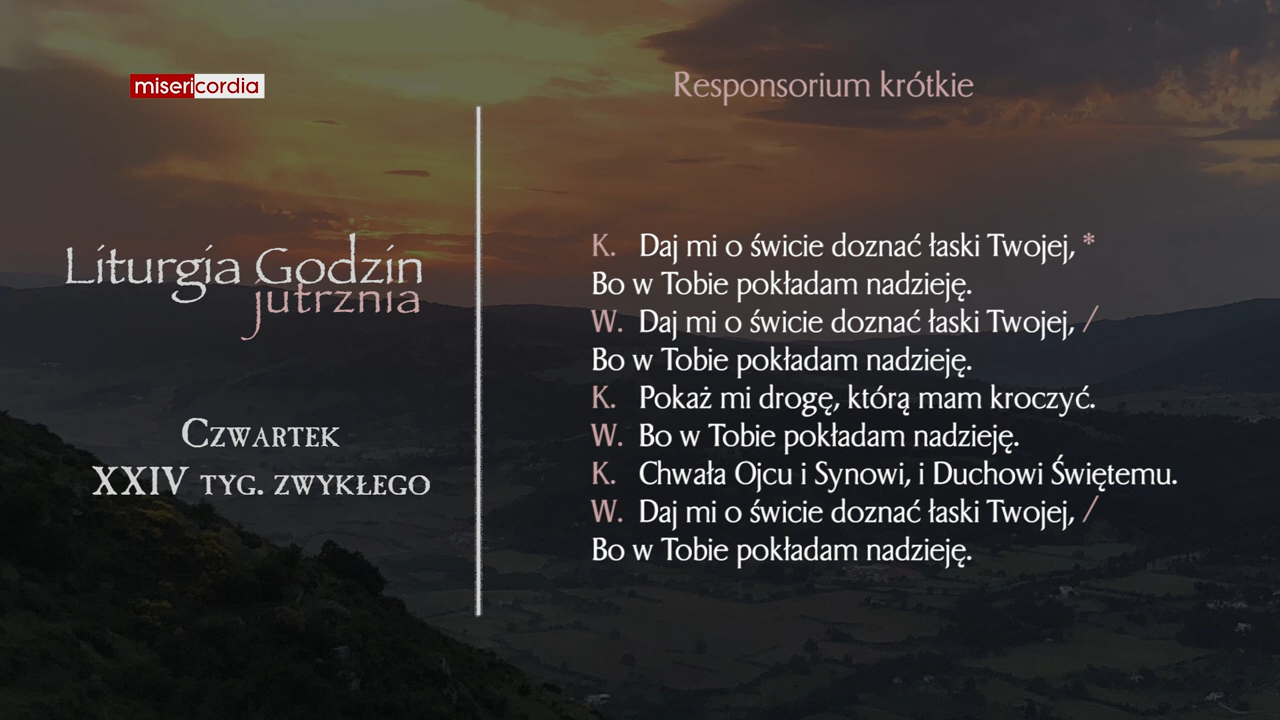 misericordia
Liturgia Godzin
jutrznia
Czwartek
XXIV tyg. zwykłego
Responsorium krótkie
K. Daj mi o świcie doznać łaski Twojej, *
Bo w Tobie pokładam nadzieję.
W. Daj mi o świcie doznać łaski Twojej, /
Bo w Tobie pokładam nadzieję.
K. Pokaż mi drogę, którą mam kroczyć.
W. Bo w Tobie pokładam nadzieję.
K. Chwała Ojcu i Synowi, i Duchowi Świętemu.
W. Daj mi o świcie doznać łaski Twojej, /
Bo w Tobie pokładam nadzieję.